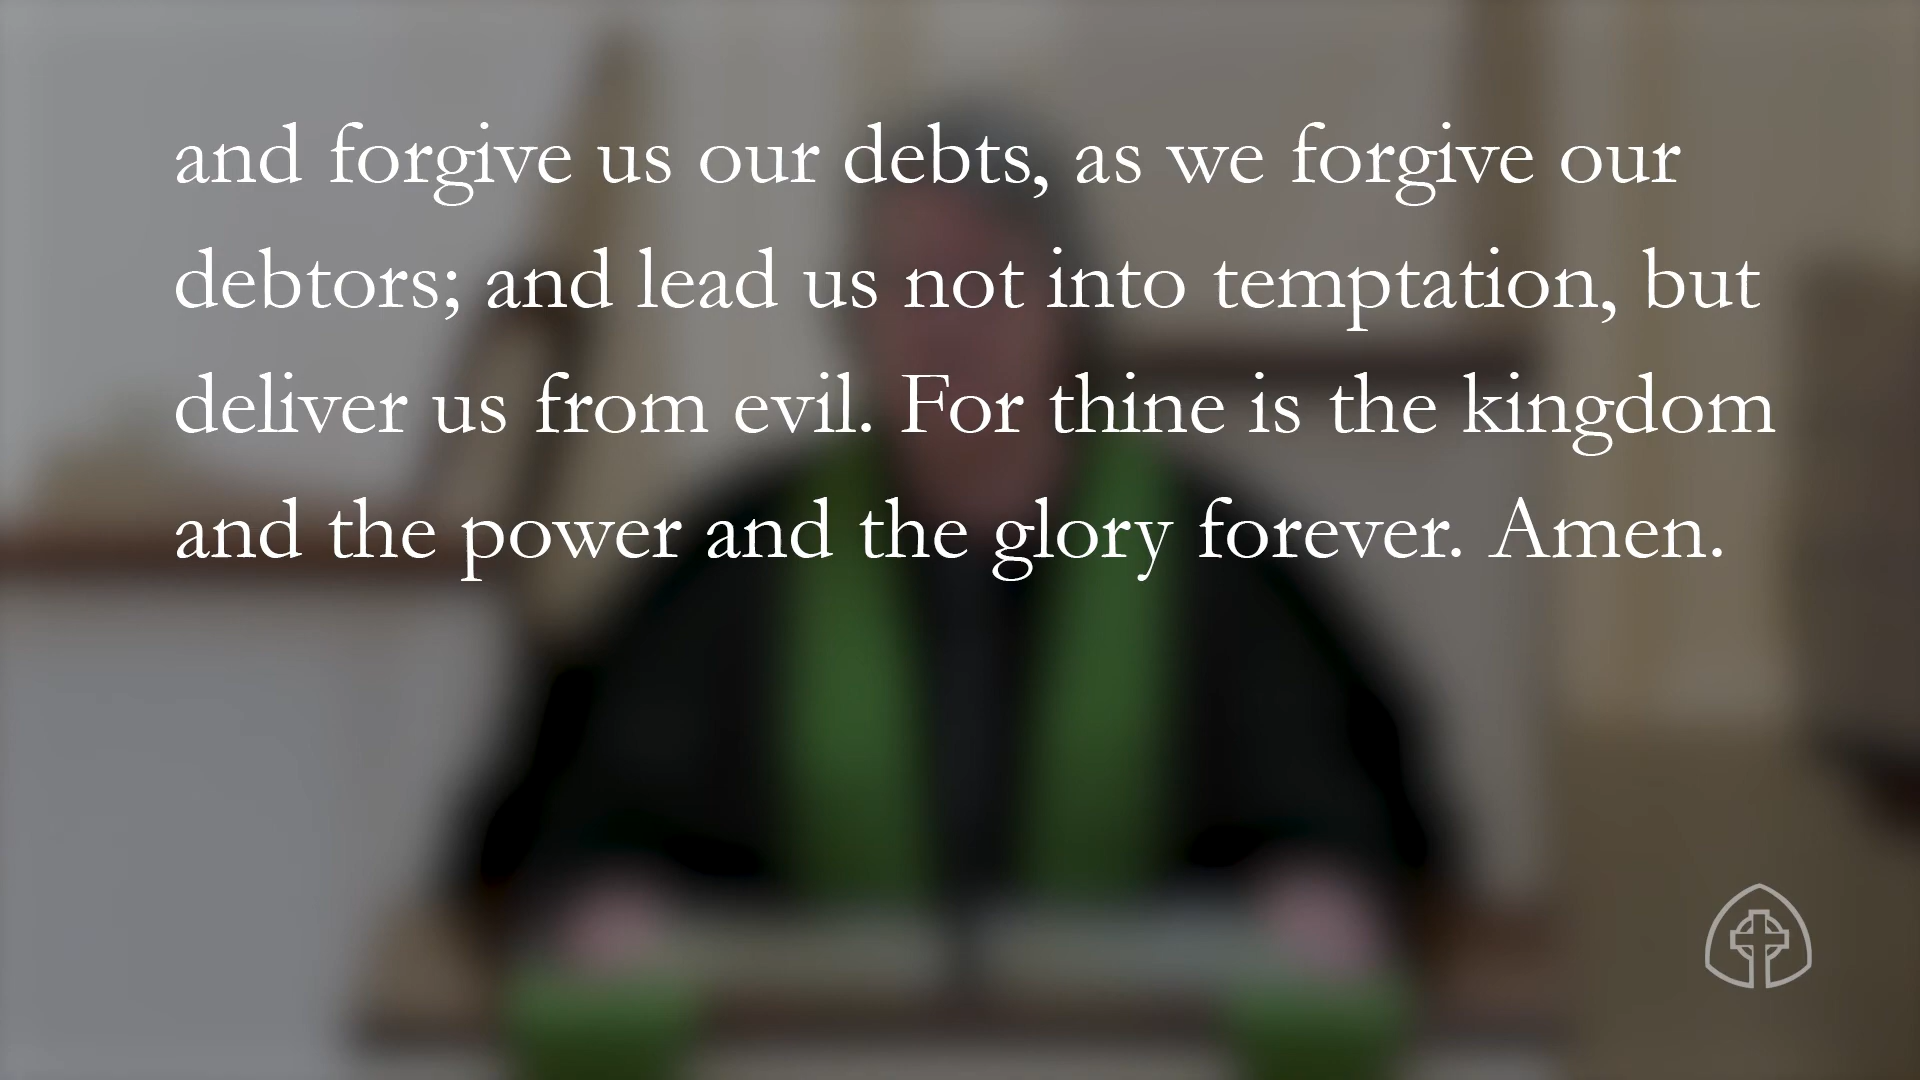 and forgive us our debts, as we forgive our
debtors; and lead us not into temptation, but
deliver us from evil. For thine is the kingdom
and the power and the glory forever. Amen.